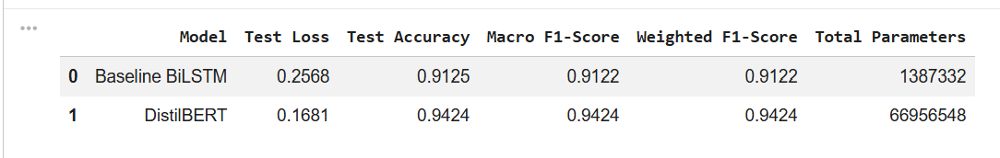 Model Test Loss Test Accuracy Macro F1-Score Weighted F1-Score Total Parameters
0 Baseline BiLSTM 0.2568 0.9125 0.9122 0.9122 1387332
1 DistilBERT 0.1681 0.9424 0.9424 0.9424 66956548